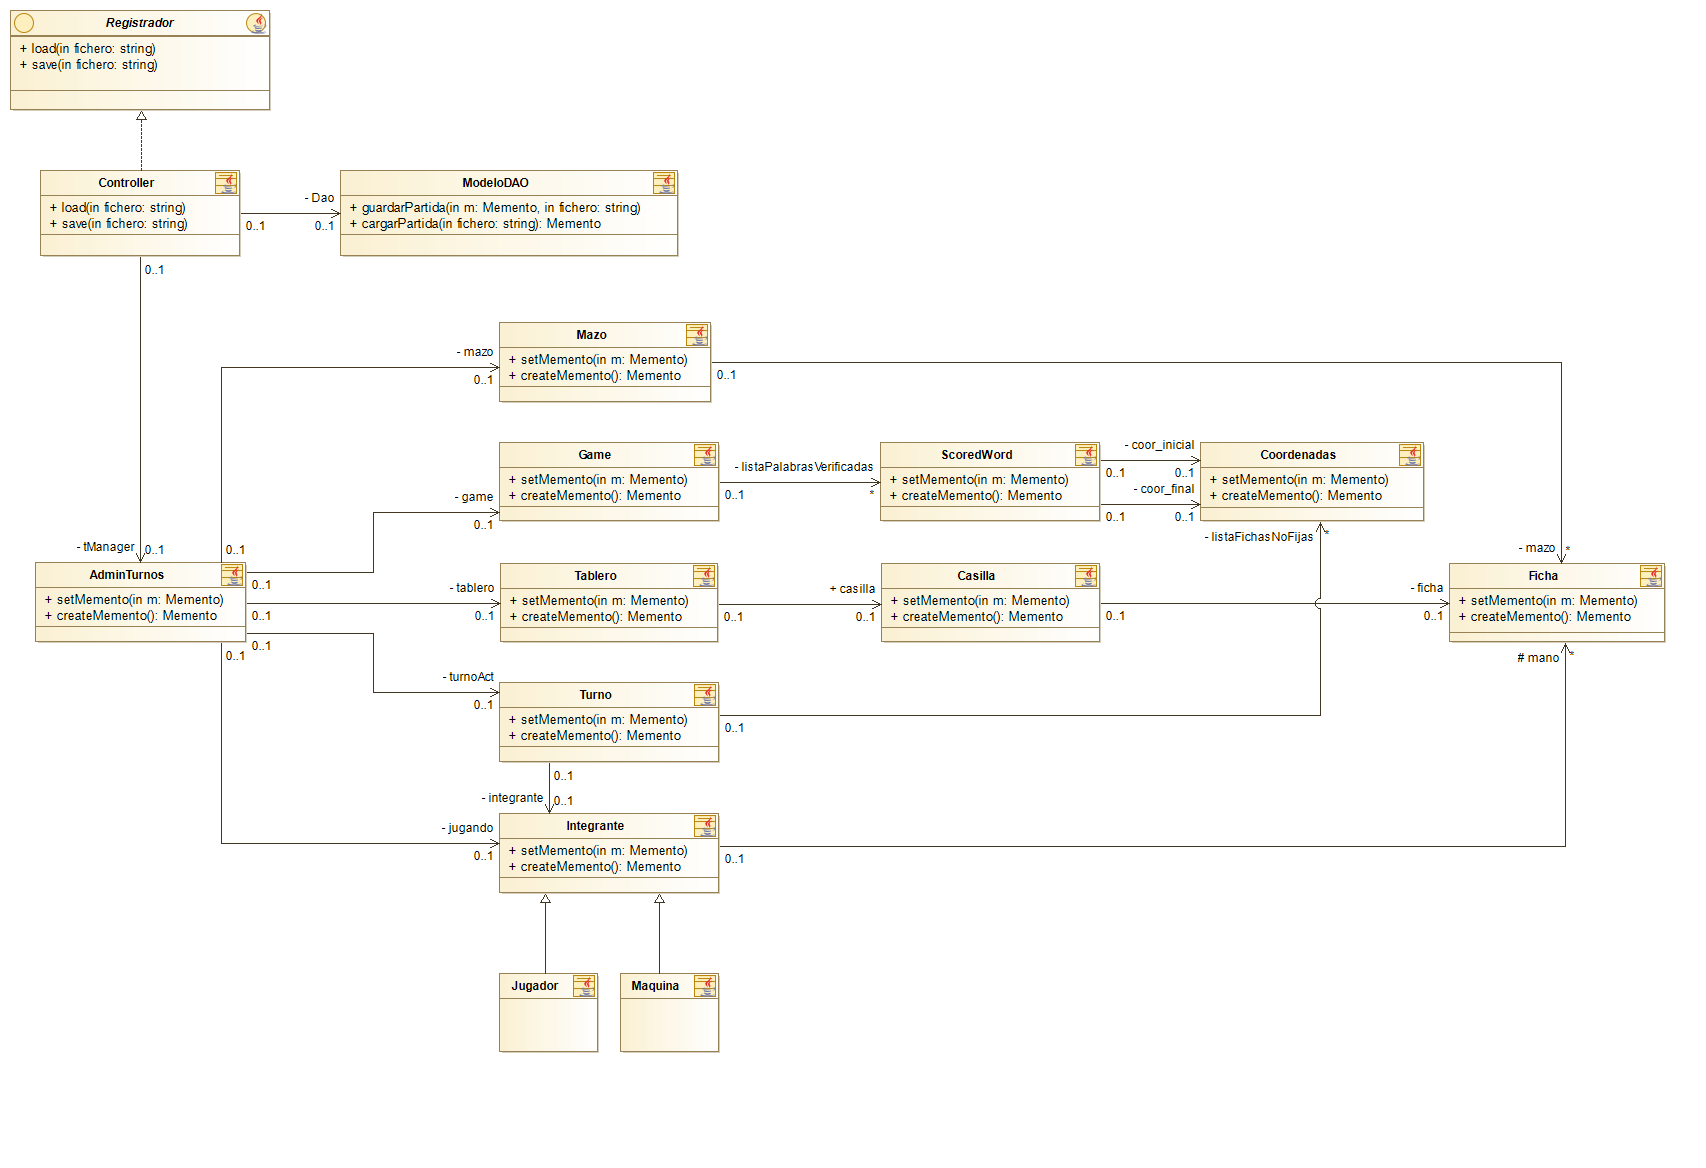 Registrador
+ load(in fichero: string)
+ save(in fichero: string)
Controller
+ load(in fichero: string)
+ save(in fichero: string)
- Dao
0..1
0..1
ModeloDAO
+ guardarPartida(in m: Memento, in fichero: string)
+ cargarPartida(in fichero: string): Memento
0..1
- mazo
0..1
Mazo
+ setMemento(in m: Memento)
+ createMemento(): Memento
0..1
Game
+ setMemento(in m: Memento)
+ createMemento(): Memento
- listaPalabrasVerificadas
0..1
*
ScoredWord
+ setMemento(in m: Memento)
+ createMemento(): Memento
- coor_inicial
0..1
0..1
- coor_final
0..1
0..1
Coordenadas
+ setMemento(in m: Memento)
+ createMemento(): Memento
- game
0..1
- listaFichasNoFijas
*
- tManager
0..1
0..1
- mazo
*
AdminTurnos
+ setMemento(in m: Memento)
+ createMemento(): Memento
0..1
0..1
0..1
0..1
- tablero
0..1
Tablero
+ setMemento(in m: Memento)
+ createMemento(): Memento
+ casilla
0..1
0..1
Casilla
+ setMemento(in m: Memento)
+ createMemento(): Memento
0..1
- ficha
0..1
Ficha
+ setMemento(in m: Memento)
+ createMemento(): Memento
# mano
*
- turnoAct
0..1
Turno
+ setMemento(in m: Memento)
+ createMemento(): Memento
0..1
0..1
- integrante
0..1
- jugando
0..1
Integrante
+ setMemento(in m: Memento)
+ createMemento(): Memento
0..1
Jugador
Maquina